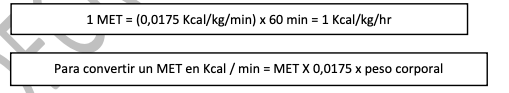 1 MET = (0,0175 Kcal/kg/min) x 60 min = 1 Kcal/kg/hr
Para convertir un MET en Kcal / min = MET X 0,0175 x peso corporal